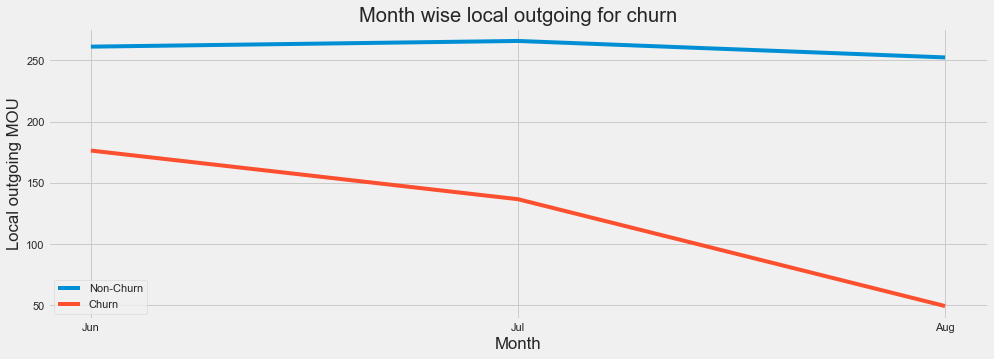 Month wise local outgoing for churn
Local outgoing MOU
250
200
150
100
50
Non-Churn
Churn
Jun
Jul
Aug
Month